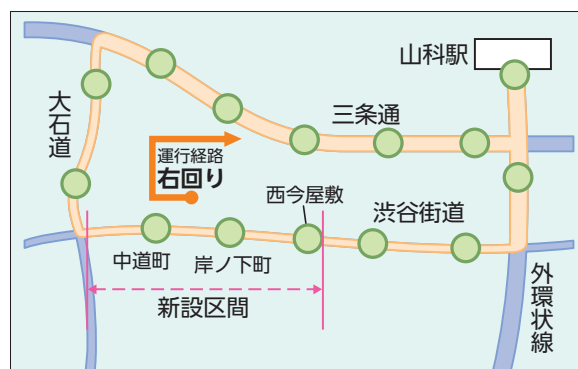 山科駅
三条通
大石道
運行経路
右回り
西今屋敷
渋谷街道
中道町
岸ノ下町
新設区間
外環状線